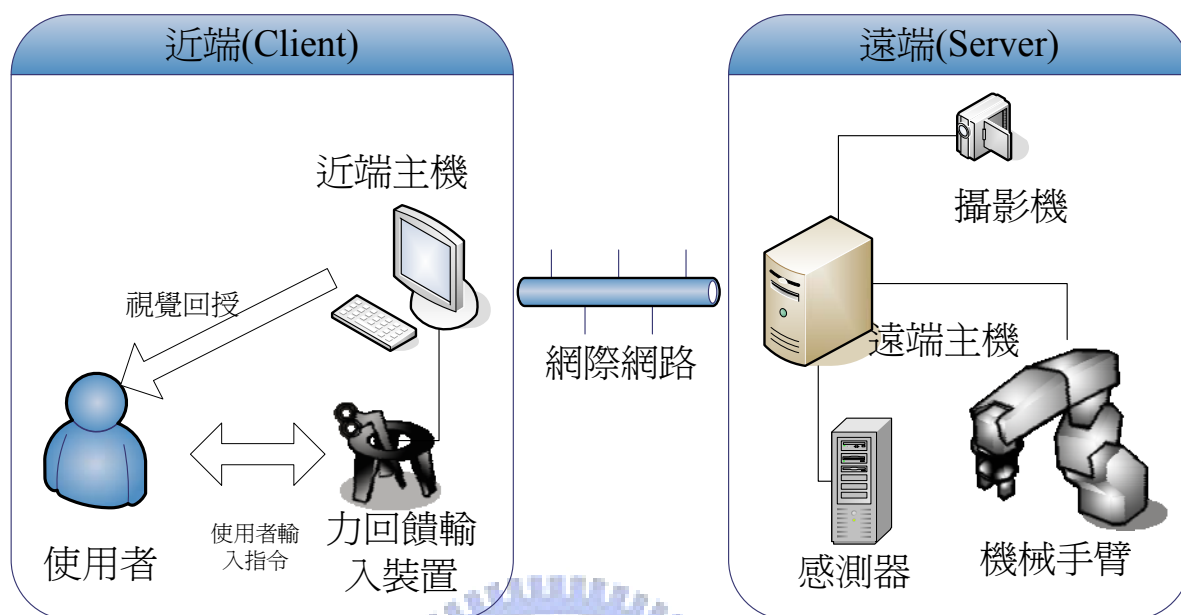 近端(Client)
近端主機
視覺回授
使用者
使用者輸
入指令
力回饋輸
入裝置
網際網路
遠端(Server)
攝影機
遠端主機
感測器
機械手臂